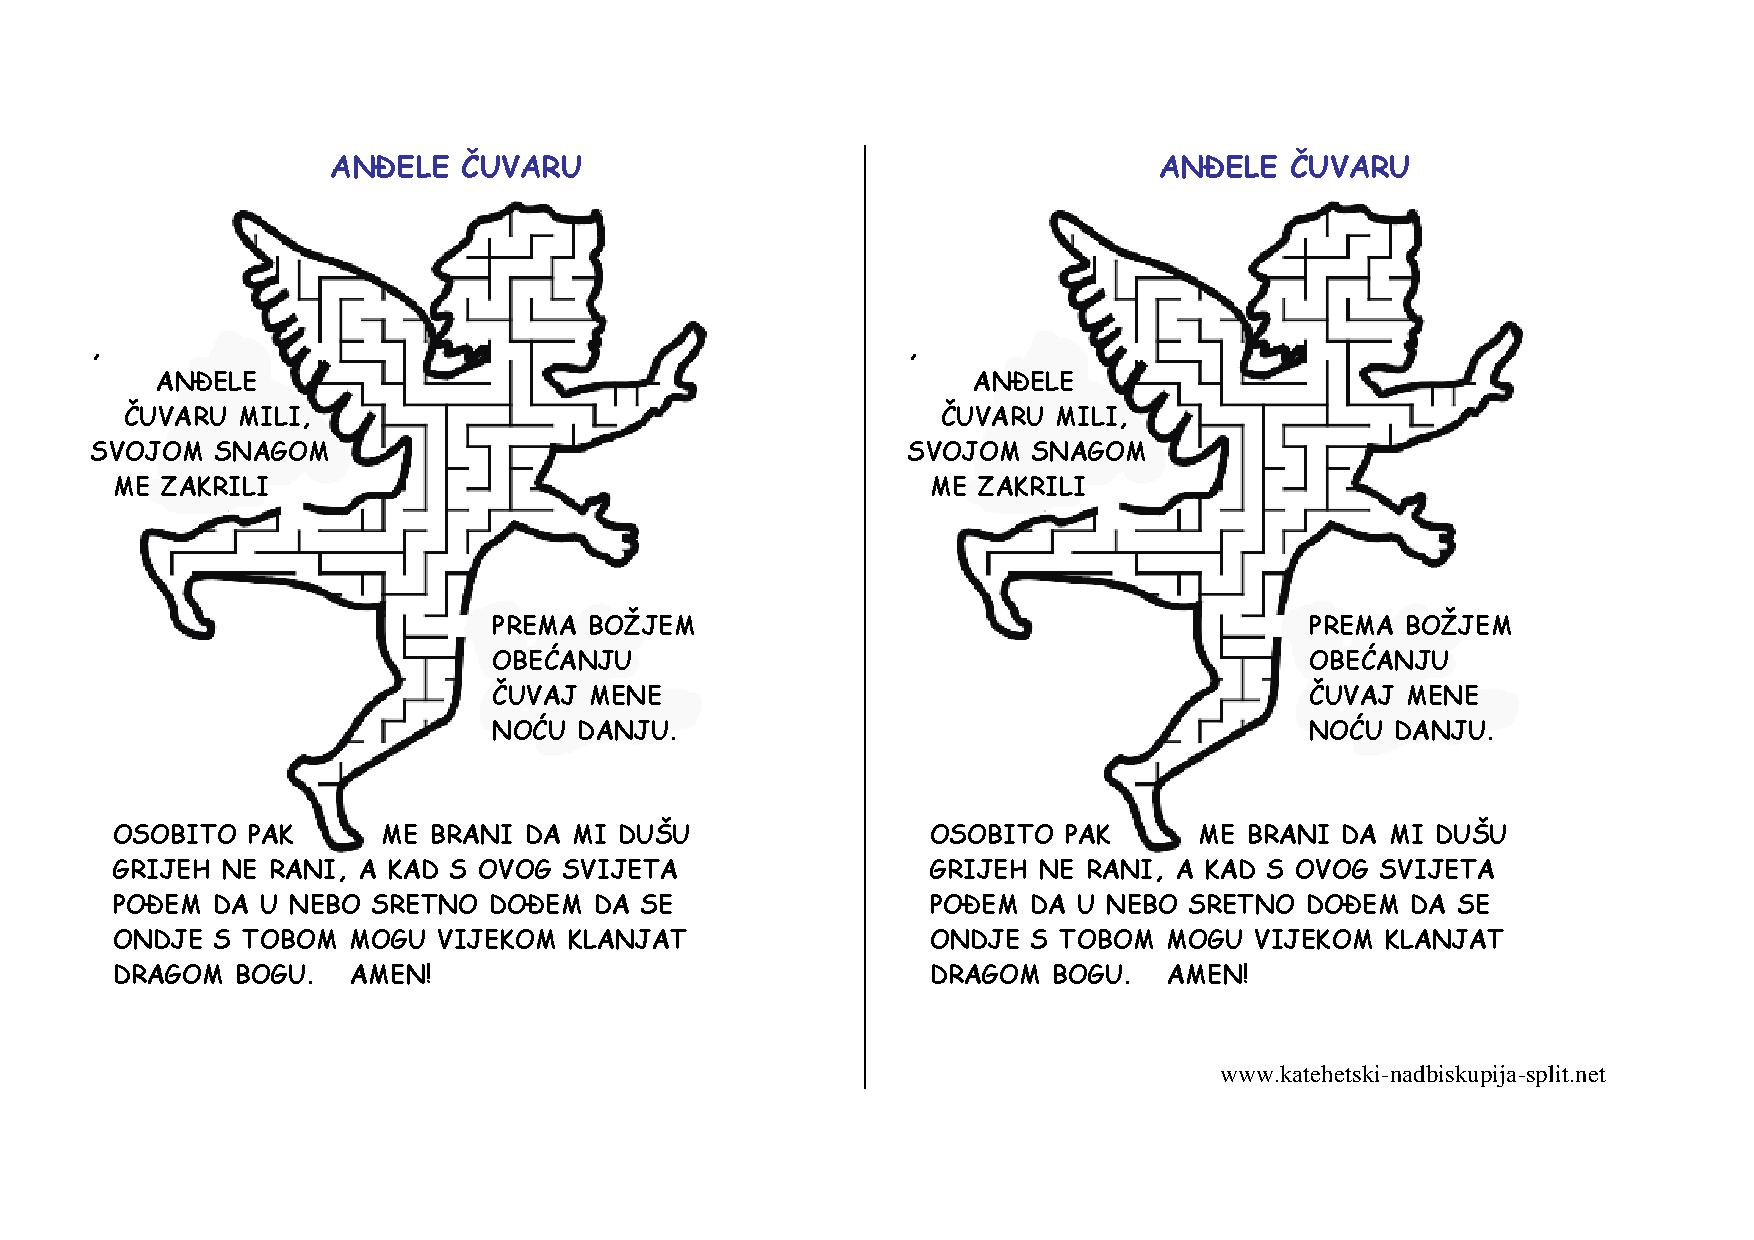 ANĐELE ČUVARU
,
ANĐELE
ČUVARU MILI,
SVOJOM SNAGOM
ME ZAKRILI
PREMA BOŽJEM
OBEĆANJU
ČUVAJ MENE
NOĆU DANJU.
OSOBITO PAK ME BRANI DA MI DUŠU
GRIJEH NE RANI, A KAD S OVOG SVIJETA
POĐEM DA U NEBO SRETNO DOĐEM DA SE
ONDJE S TOBOM MOGU VIJEKOM KLANJAT
DRAGOM BOGU. AMEN!
ANĐELE ČUVARU
,
ANĐELE
ČUVARU MILI,
SVOJOM SNAGOM
ME ZAKRILI
PREMA BOŽJEM
OBEĆANJU
ČUVAJ MENE
NOĆU DANJU.
OSOBITO PAK ME BRANI DA MI DUŠU
GRIJEH NE RANI, A KAD S OVOG SVIJETA
POĐEM DA U NEBO SRETNO DOĐEM DA SE
ONDJE S TOBOM MOGU VIJEKOM KLANJAT
DRAGOM BOGU. AMEN!
www.katehetski-nadbiskupija-split.net